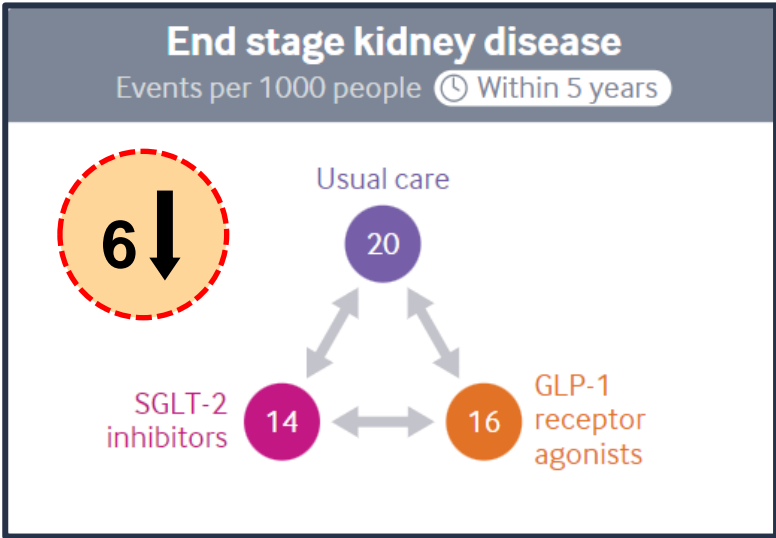 End stage kidney disease
Events per 1000 people Within 5 years
6
Usual care
20
SGLT-2
inhibitors
14
16
GLP-1
receptor
agonists